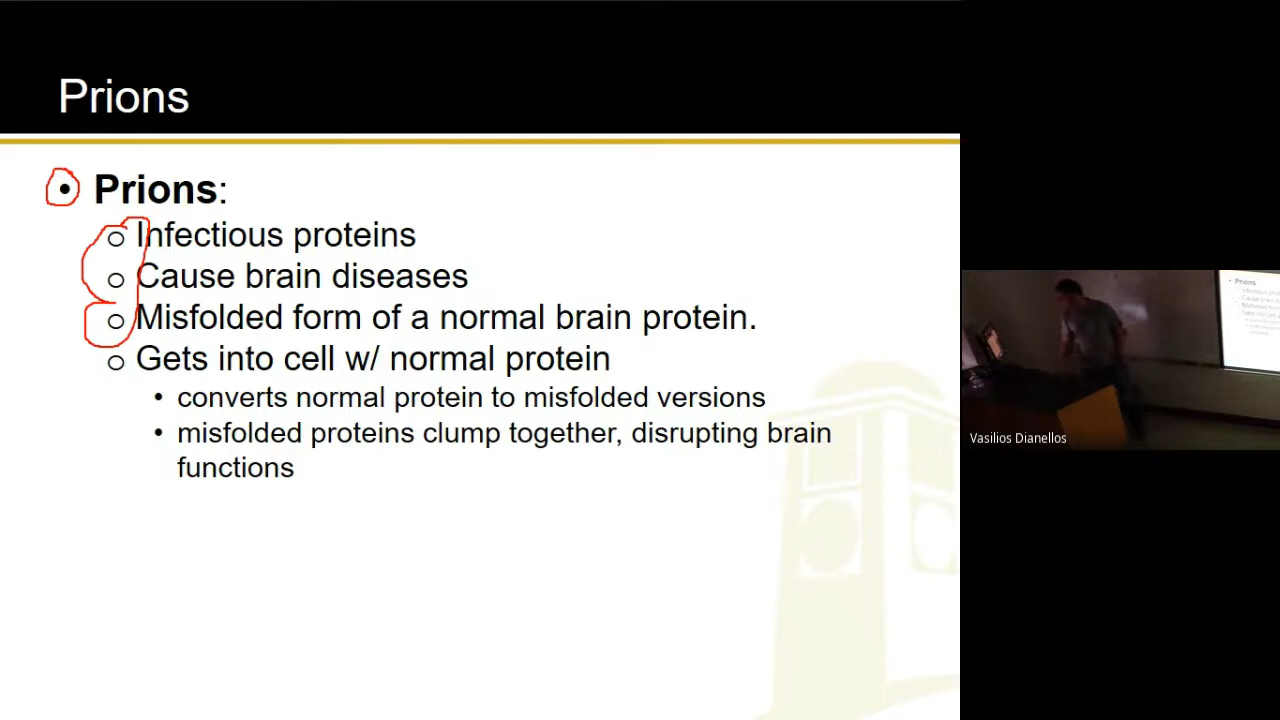 Prions
• Prions:
o Infectious proteins
o Cause brain diseases
o Misfolded form of a normal brain protein.
o Gets into cell w/ normal protein
• converts normal protein to misfolded versions
• misfolded proteins clump together, disrupting brain
functions
Prions
Vasilios Dianellos